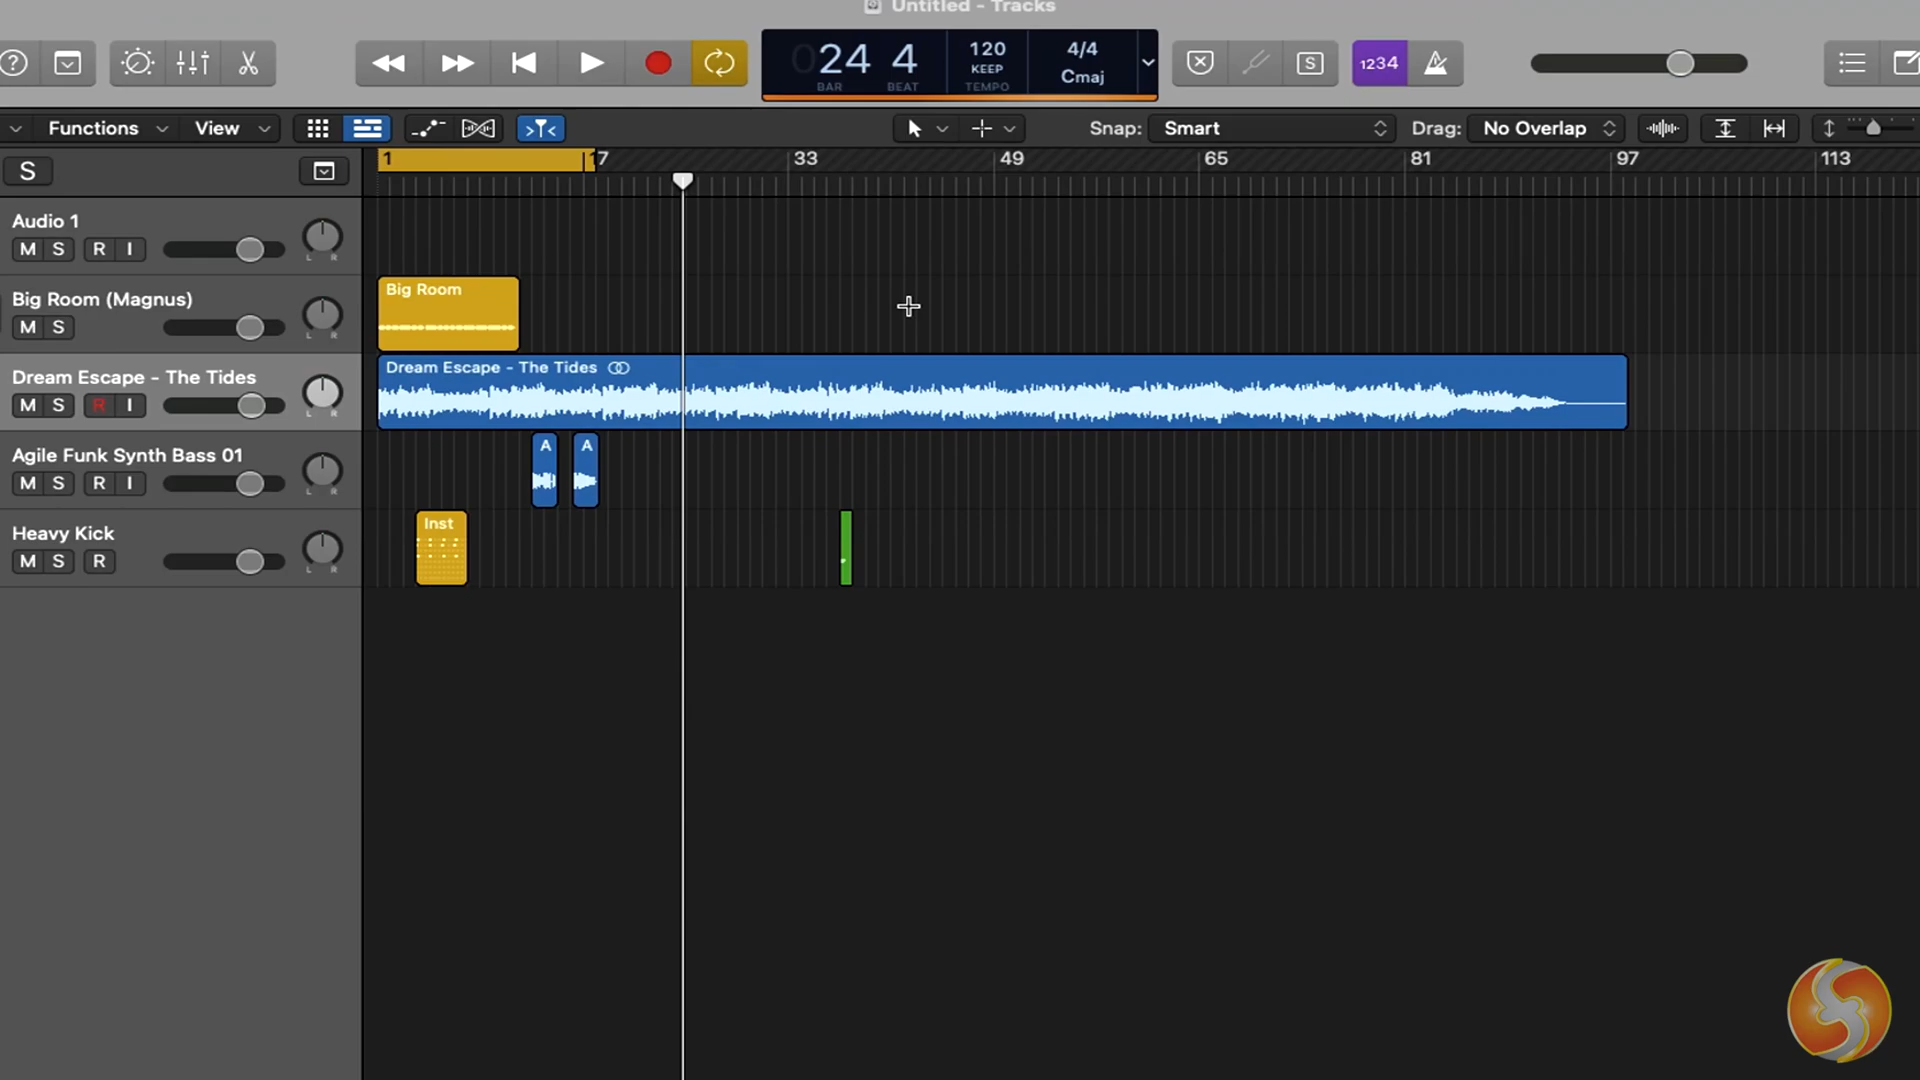 Untitled - Tracks
024 4
BAR BEAT
120
KEEP
TEMPO
4/4
Cmaj
S
1234
Functions View
Snap: Smart
Drag: No Overlap
S
1 17 33 49 65 81 97 113
Audio 1
M S R I
L R
Big Room (Magnus)
M S
L R
Big Room
Dream Escape - The Tides
M S R I
Dream Escape - The Tides
Agile Funk Synth Bass 01
M S R I
L R
A A
Heavy Kick
M S R
L R
Inst